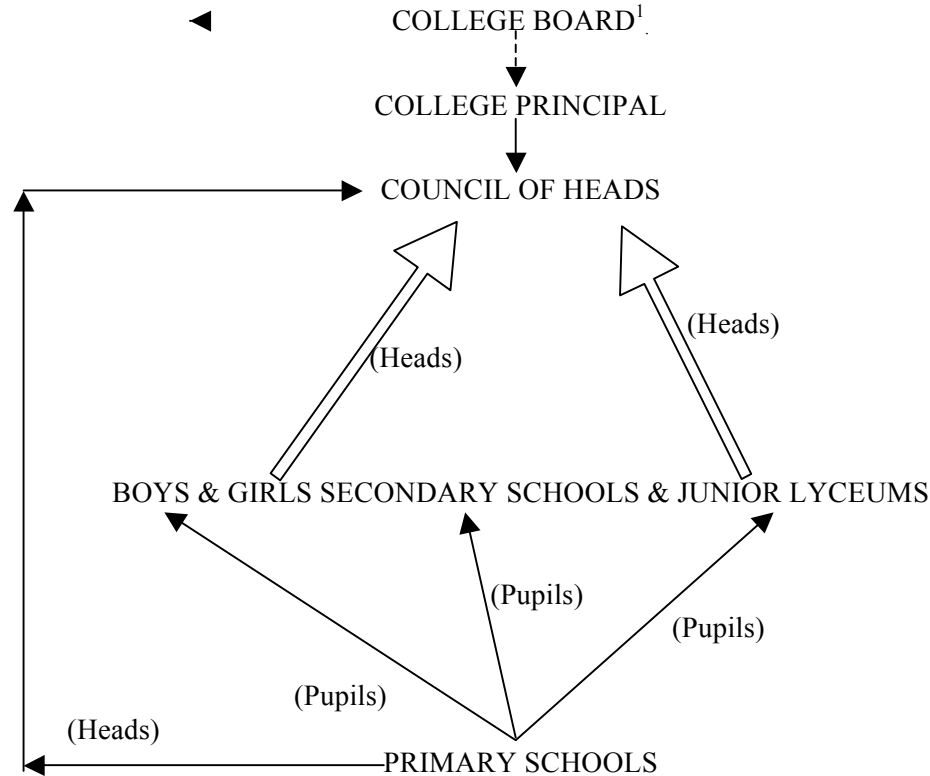 COLLEGE BOARD1
COLLEGE PRINCIPAL
COUNCIL OF HEADS
(Heads)
(Heads)
BOYS & GIRLS SECONDARY SCHOOLS & JUNIOR LYCEUMS
(Pupils)
(Pupils)
(Pupils)
(Heads)
PRIMARY SCHOOLS